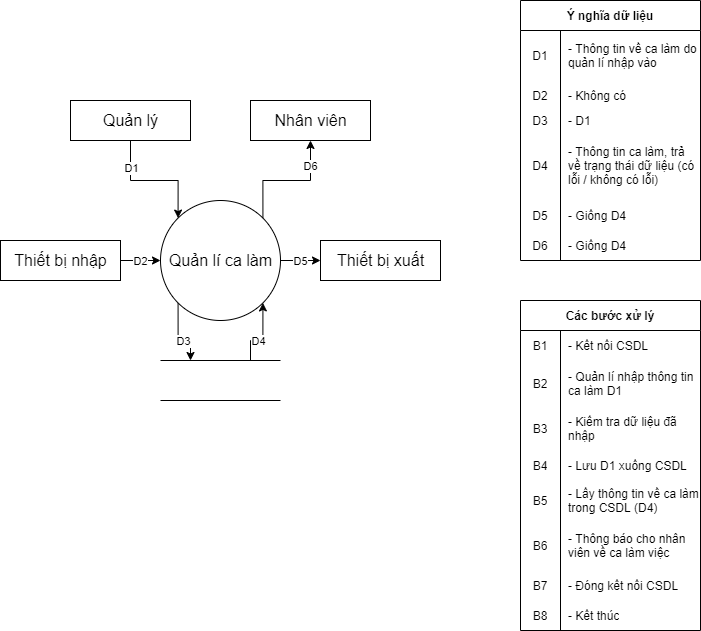 Quản lý
Nhân viên
D1
D6
Thiết bị nhập
D2
Quản lí ca làm
D5
Thiết bị xuất
D3
D4
Ý nghĩa dữ liệu
D1
- Thông tin về ca làm do
quản lí nhập vào
D2
- Không có
D3
- D1
D4
- Thông tin ca làm, trả
về trạng thái dữ liệu (có
lỗi / không có lỗi)
D5
- Giống D4
D6
- Giống D4
Các bước xử lý
B1
- Kết nối CSDL
B2
- Quản lí nhập thông tin
ca làm D1
B3
- Kiểm tra dữ liệu đã
nhập
B4
- Lưu D1 xuống CSDL
B5
- Lấy thông tin về ca làm
trong CSDL (D4)
B6
- Thông báo cho nhân
viên về ca làm việc
B7
- Đóng kết nối CSDL
B8
- Kết thúc